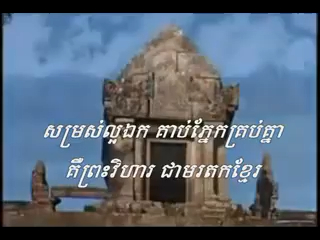 សម្រស់ល្អឯក គាប់ភ្នែកគ្រប់គ្នា
គឺព្រះវិហារ ជាមរតកខ្មែរ